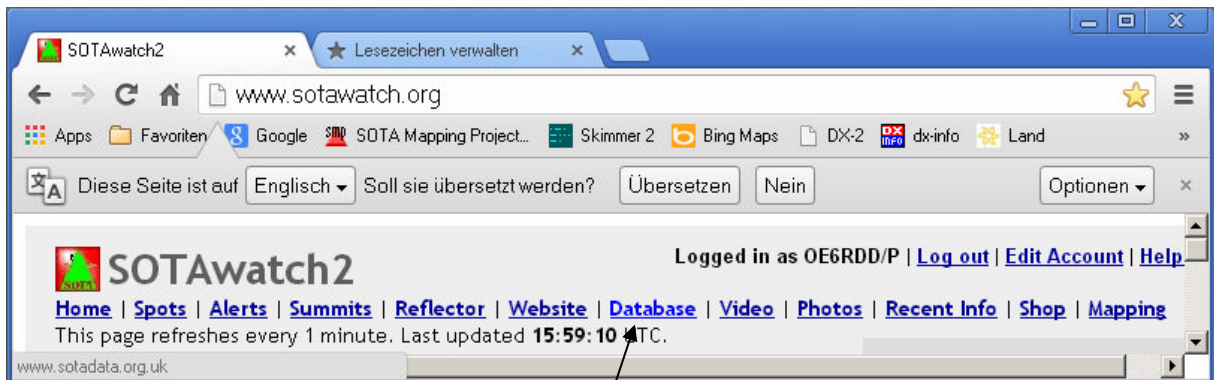 SOTAwatch2 Lesezeichen verwalten
www.sotawatch.org
Apps Favoriten Google SOTA Mapping Project... Skimmer 2 Bing Maps DX-2 dx-info Land »
Diese Seite ist auf Englisch Soll sie übersetzt werden? Übersetzen Nein Optionen
SOTAwatch2
Logged in as OE6RDD/P | Log out | Edit Account | Help
Home | Spots | Alerts | Summits | Reflector | Website | Database | Video | Photos | Recent Info | Shop | Mapping
This page refreshes every 1 minute. Last updated 15:59:10 UTC.
www.sotadata.org.uk